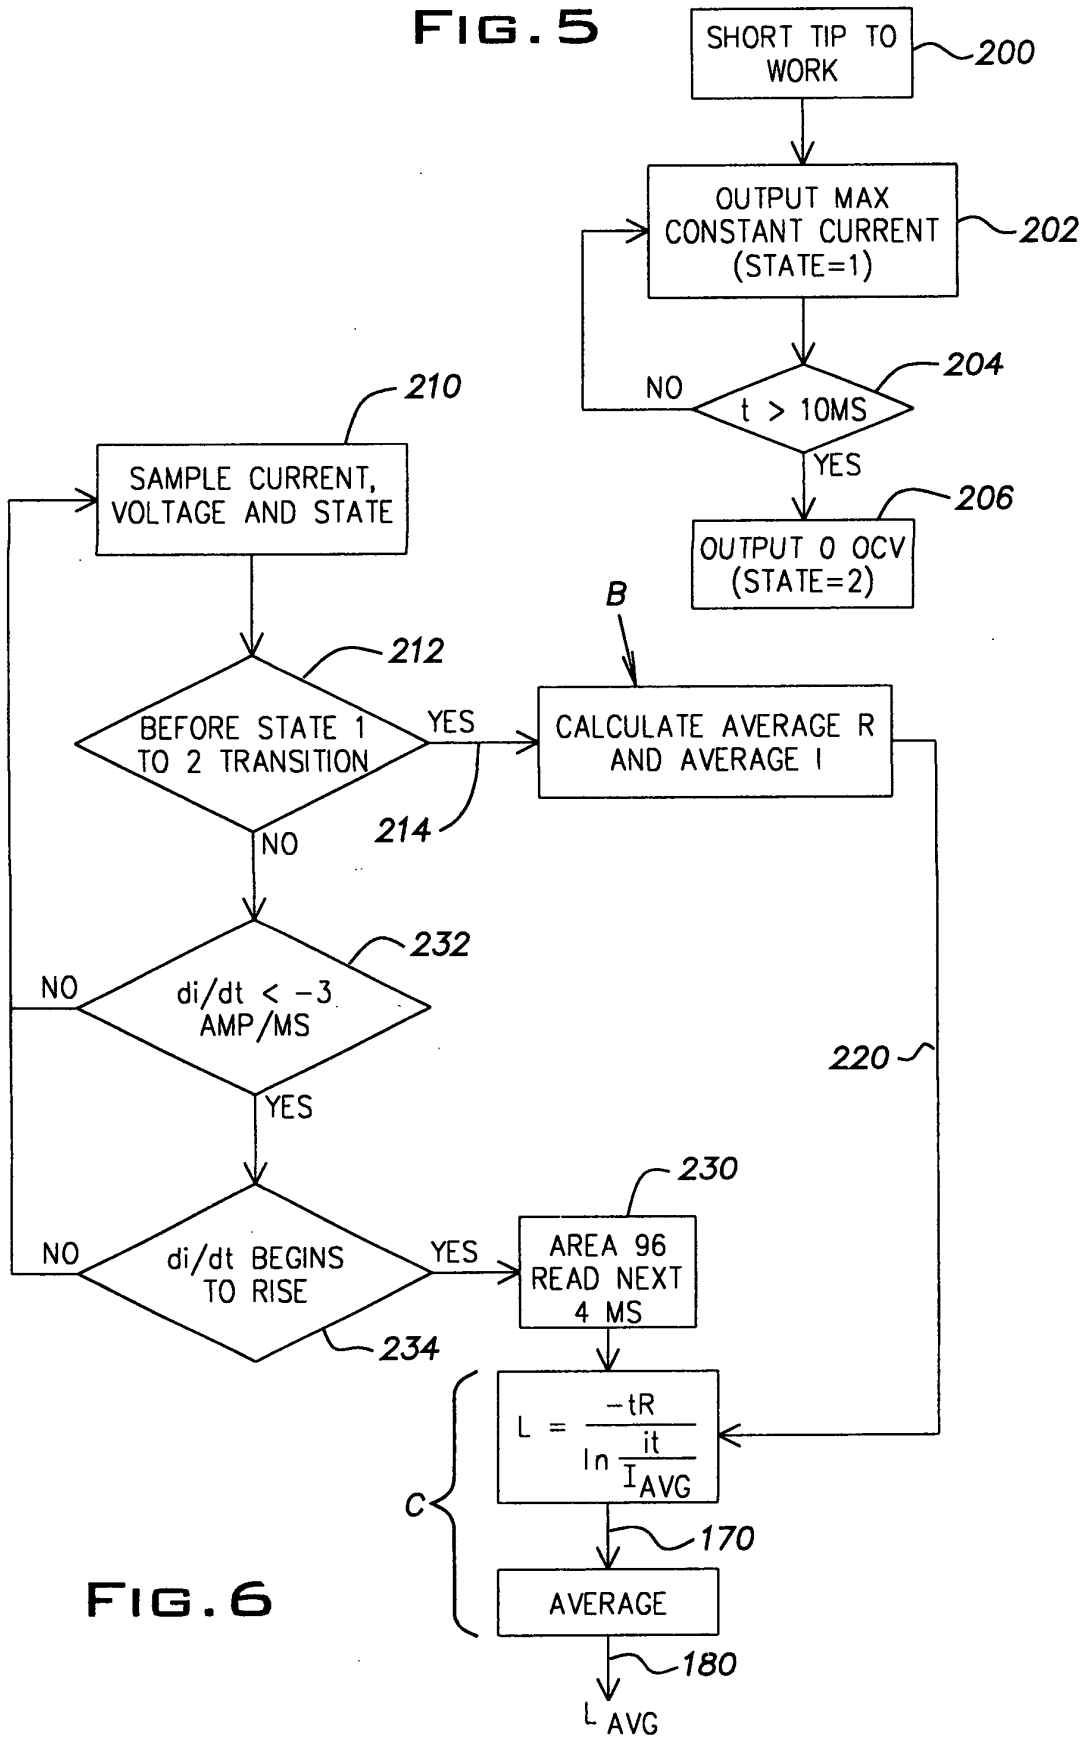 FIG. 5
SHORT TIP TO
WORK
200
OUTPUT MAX
CONSTANT CURRENT
(STATE=1)
202
204
NO
t > 10MS
YES
206
OUTPUT 0 OCV
(STATE=2)
210
SAMPLE CURRENT,
VOLTAGE AND STATE
B
212
BEFORE STATE 1
TO 2 TRANSITION
YES
214
CALCULATE AVERAGE R
AND AVERAGE I
NO
232
NO
di/dt < -3
AMP/MS
220
YES
230
NO
di/dt BEGINS
TO RISE
YES
234
AREA 96
READ NEXT
4 MS
L = -tR
ln it
I AVG
C
170
AVERAGE
180
L AVG
FIG. 6